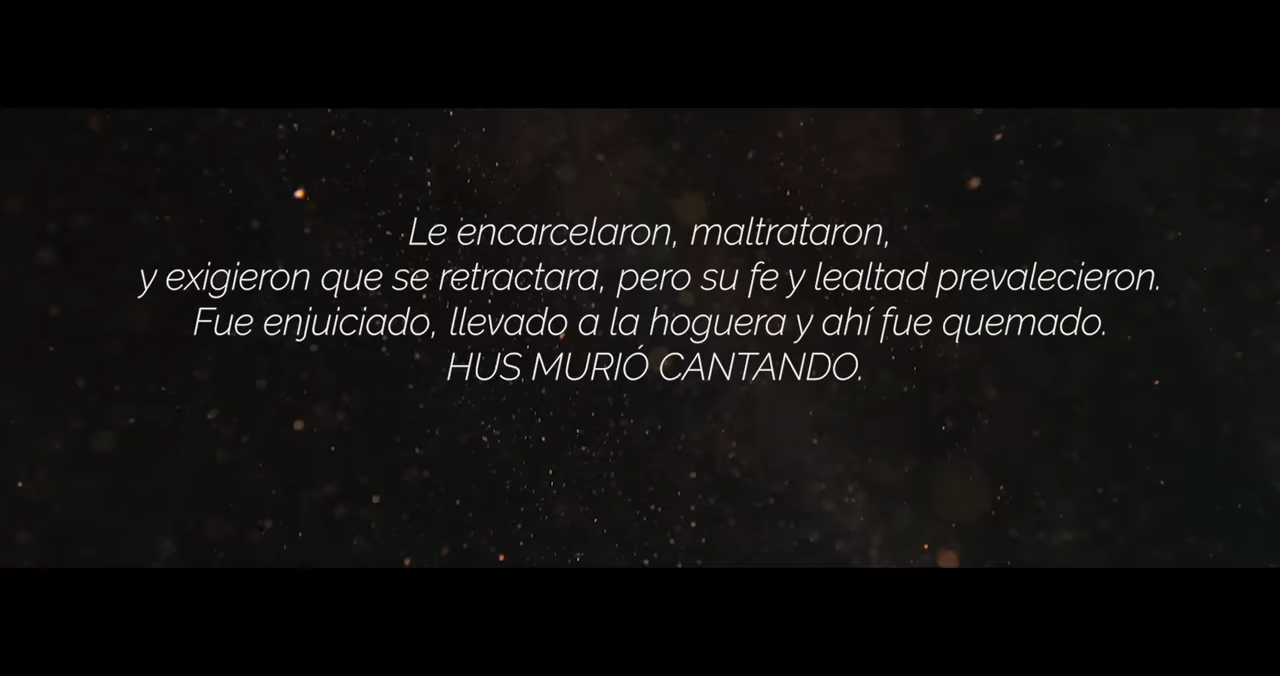 Le encarcelaron, maltrataron,
y exigieron que se retractara, pero su fe y lealtad prevalecieron.
Fue enjuiciado, llevado a la hoguera y ahí fue quemado.
HUS MURIÓ CANTANDO.